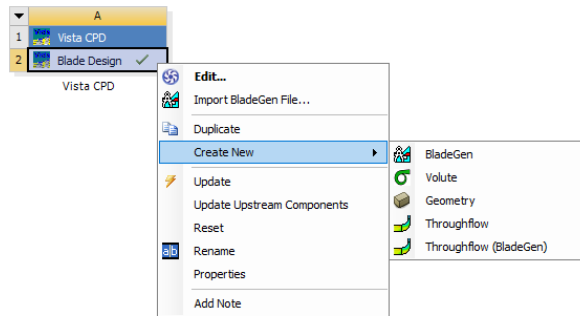 A
1 Vista CPD
2 Blade Design
Vista CPD
Edit...
Import BladeGen File...
Duplicate
Create New
Update
Update Upstream Components
Reset
a|b Rename
Properties
Add Note
BladeGen
Volute
Geometry
Throughflow
Throughflow (BladeGen)